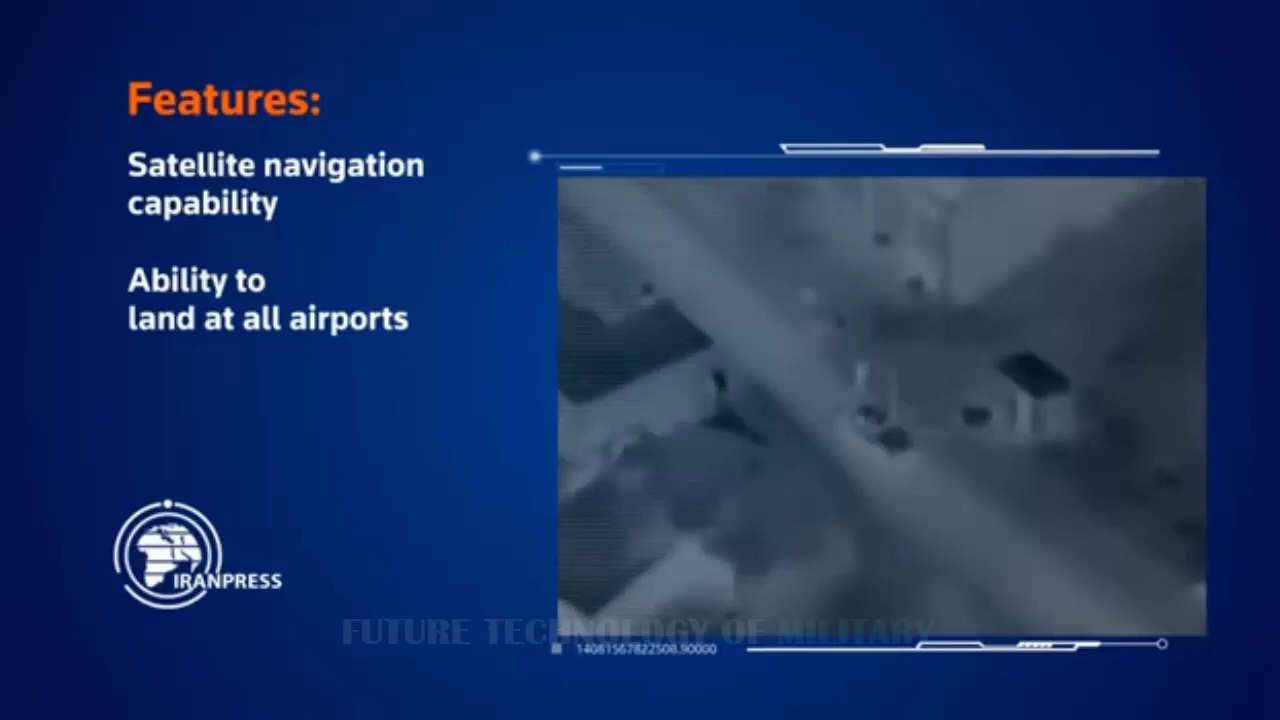 Features:
Satellite navigation
capability
Ability to
land at all airports
IRANPRESS
FUTURE TECHNOLOGY OF MILITARY
14081567822508.90000